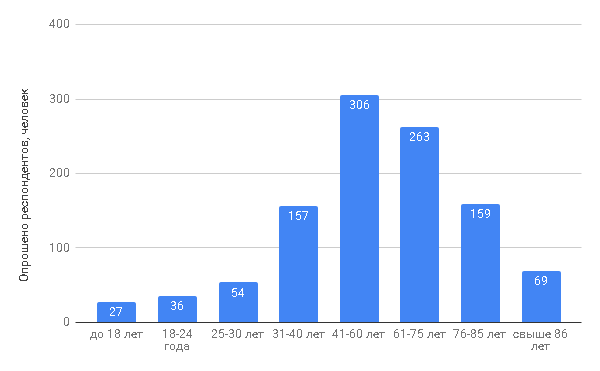 400
300
200
100
0
Опрошено респондентов, человек
27
36
54
157
306
263
159
69
до 18 лет
18-24
года
25-30 лет
31-40 лет
41-60 лет
61-75 лет
76-85 лет
свыше 86
лет